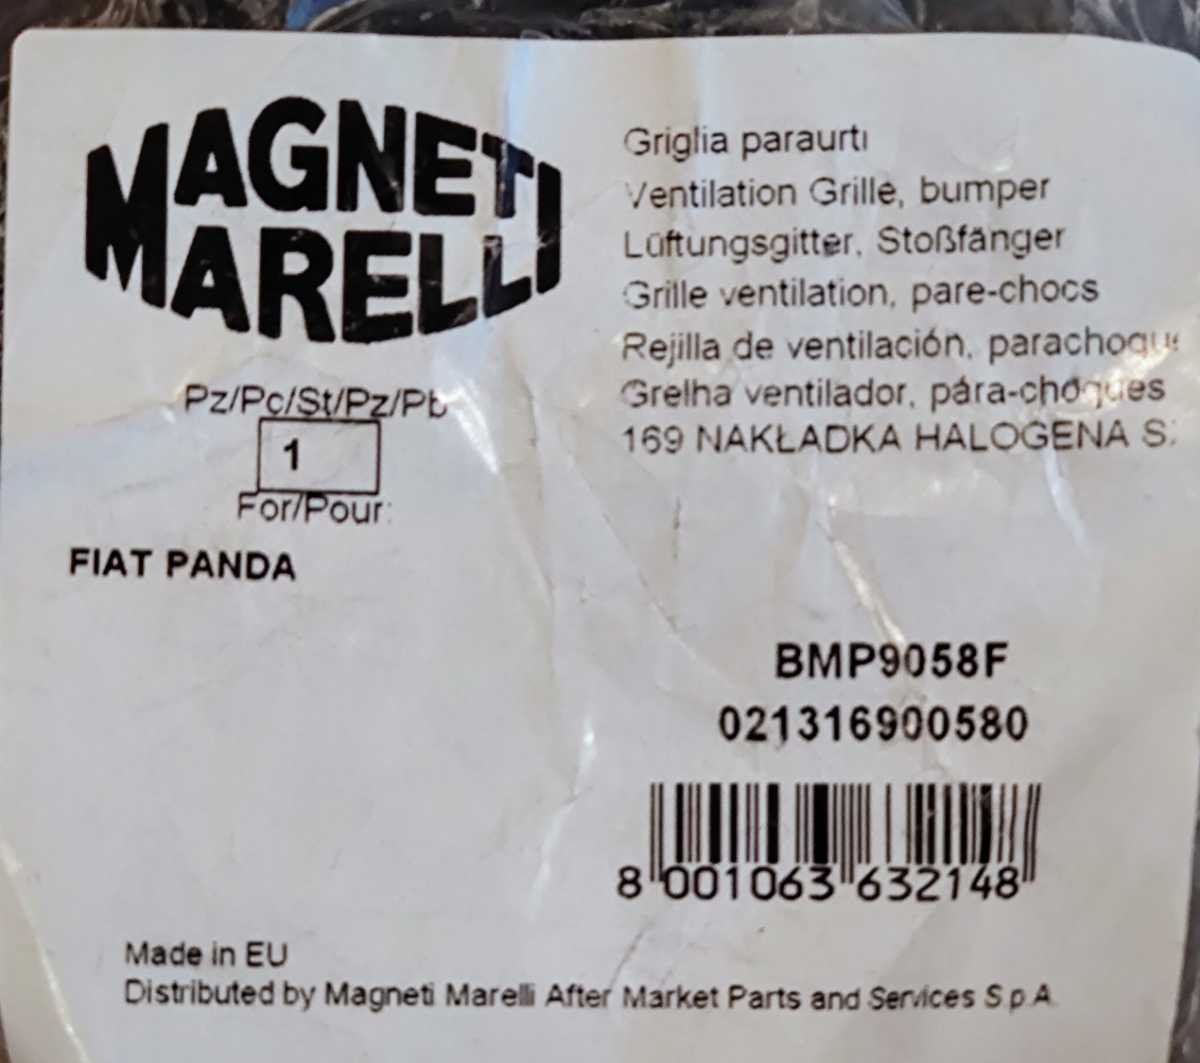 MAGNETI
MARELLI
Pz/Pc/St/Pz/Pb
1
For/Pour:
FIAT PANDA
Griglia paraurti
Ventilation Grille, bumper
Lüftungsgitter, Stoßfänger
Grille ventilation, pare-chocs
Rejilla de ventilación, parachoque
Grelha ventilador, pára-choques
169 NAKŁADKA HALOGENA
BMP9058F
021316900580
8 001063 632148
Made in EU
Distributed by Magneti Marelli After Market Parts and Services S.p.A.